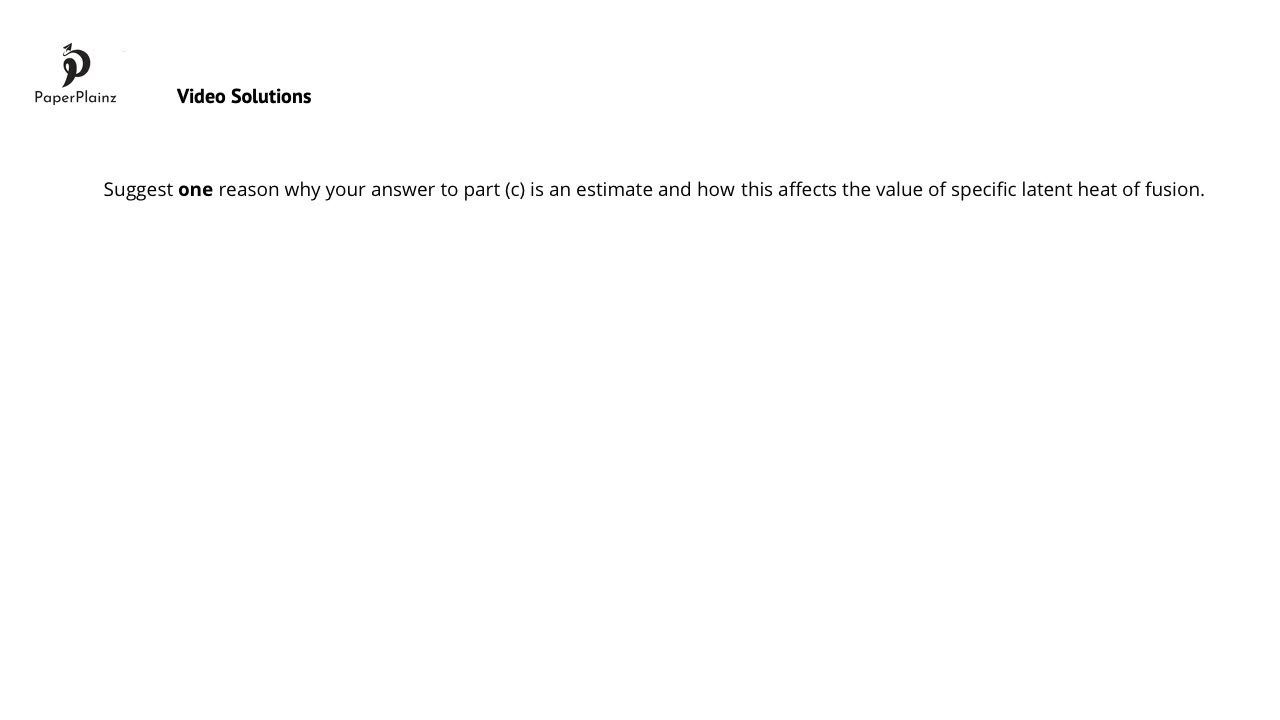 PaperPlainz
Video Solutions
Suggest one reason why your answer to part (c) is an estimate and how this affects the value of specific latent heat of fusion.